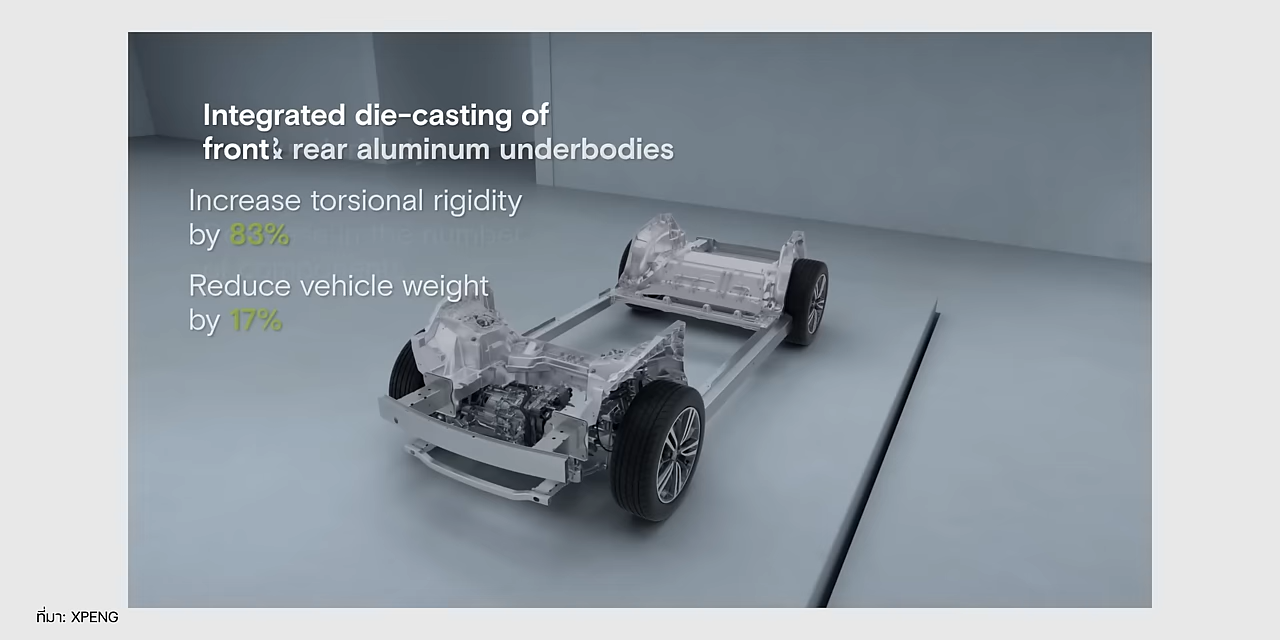 Integrated die-casting of
front & rear aluminum underbodies
Increase torsional rigidity
by 83%
Reduce vehicle weight
by 17%
ที่มา: XPENG